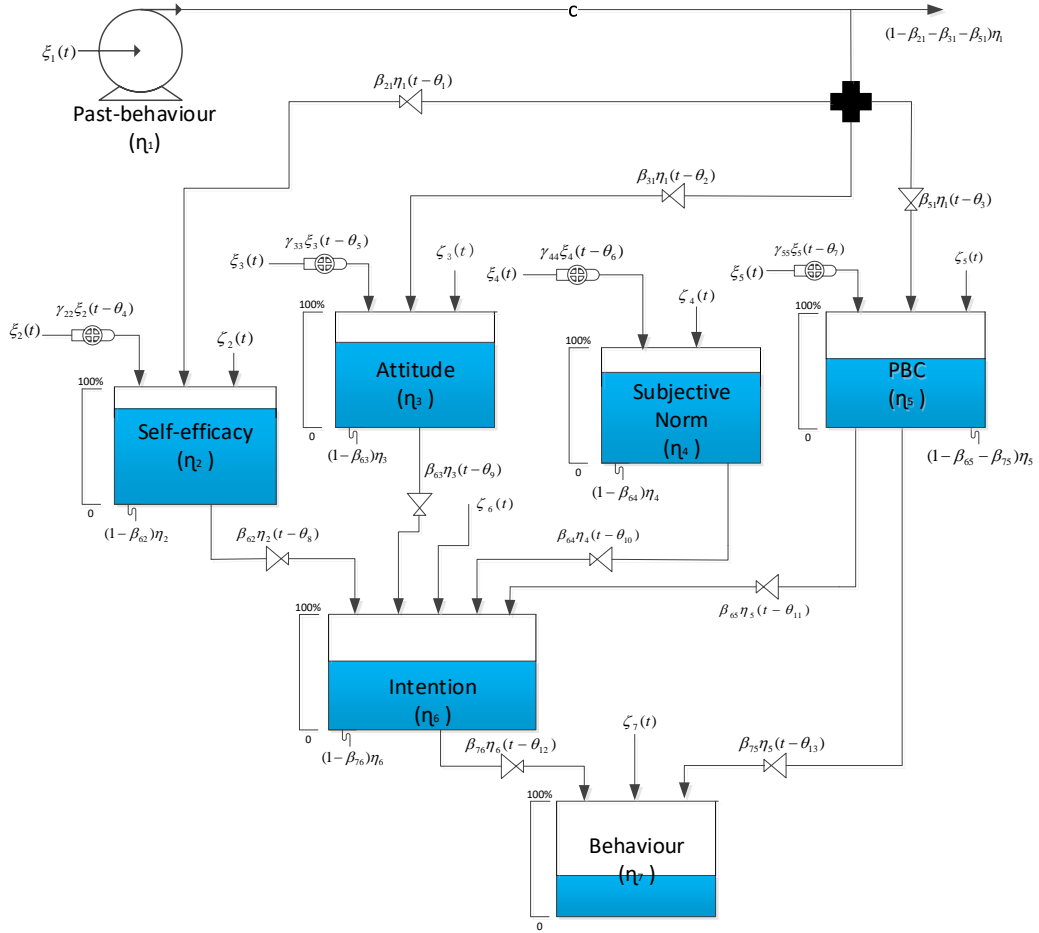 c
(1−β₂₁−β₃₁−β₅₁)η₁
ξ₁(t)
Past-behaviour
(η₁)
β₂₁η₁(t−θ₁)
β₃₁η₁(t−θ₂)
β₅₁η₁(t−θ₃)
γ₃₃ξ₃(t−θ₅)
ξ₃(t)
ζ₃(t)
γ₄₄ξ₄(t−θ₆)
ξ₄(t)
ζ₄(t)
γ₅₅ξ₅(t−θ₇)
ξ₅(t)
ζ₅(t)
γ₂₂ξ₂(t−θ₄)
ξ₂(t)
ζ₂(t)
100%
Self-efficacy
(η₂)
0
(1−β₆₂)η₂
100%
Attitude
(η₃)
0
(1−β₆₃)η₃
100%
Subjective
Norm
(η₄)
0
(1−β₆₄)η₄
100%
PBC
(η₅)
0
(1−β₆₅−β₇₅)η₅
β₆₃η₃(t−θ₉)
ζ₆(t)
β₆₂η₂(t−θ₈)
β₆₄η₄(t−θ₁₀)
β₆₅η₅(t−θ₁₁)
100%
Intention
(η₆)
0
(1−β₇₆)η₆
β₇₆η₆(t−θ₁₂)
ζ₇(t)
β₇₅η₅(t−θ₁₃)
100%
Behaviour
(η₇)
0